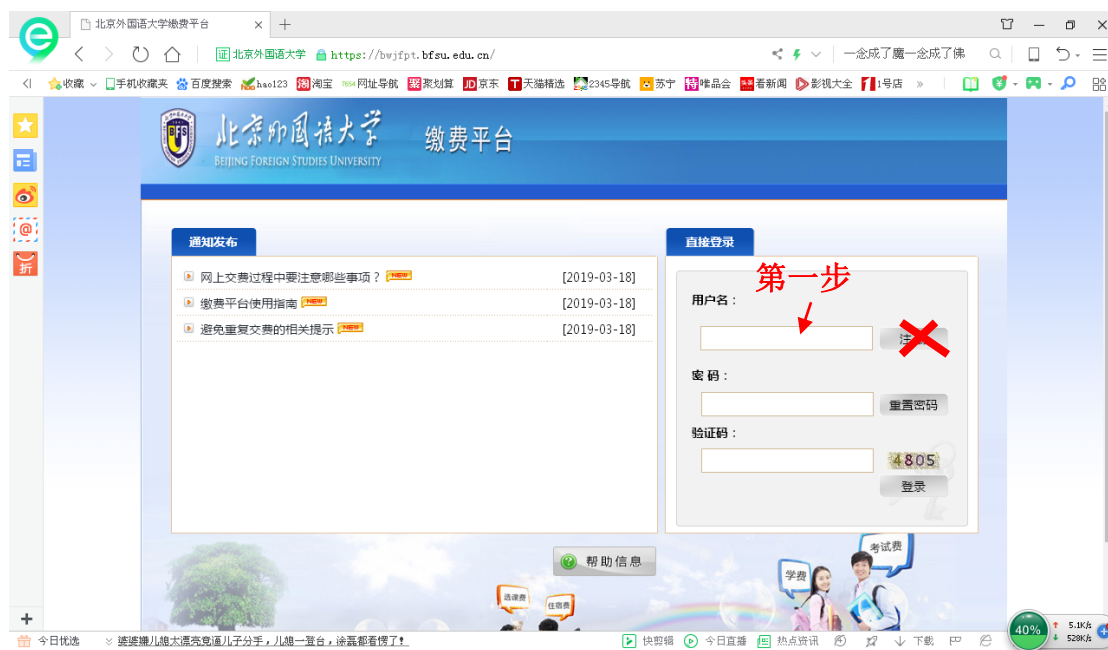 北京外国语大学缴费平台
证 北京外国语大学 https://bwjfpt.bfsu.edu.cn/
一念成了魔一念成了佛
收藏 手机收藏夹 百度搜索 hao123 淘宝 网址导航 聚划算 JD 京东 T 天猫精选 2345导航 苏宁 特 唯品会 看新闻 影视大全 1号店 »
北京外国语大学 缴费平台
BEIJING FOREIGN STUDIES UNIVERSITY
@
折
通知发布
网上交费过程中要注意哪些事项？ NEW [2019-03-18]
缴费平台使用指南 NEW [2019-03-18]
避免重复交费的相关提示 NEW [2019-03-18]
直接登录
第一步
用户名：
密 码：
重置密码
验证码：
4805
登录
帮助信息
考试费
学费
选课费
住宿费
今日优选 婆婆嫌儿媳太漂亮竟逼儿子分手，儿媳一登台，徐磊都看愣了！ 快剪辑 今日直播 热点资讯 下载
40% 5.1K/s
528K/s